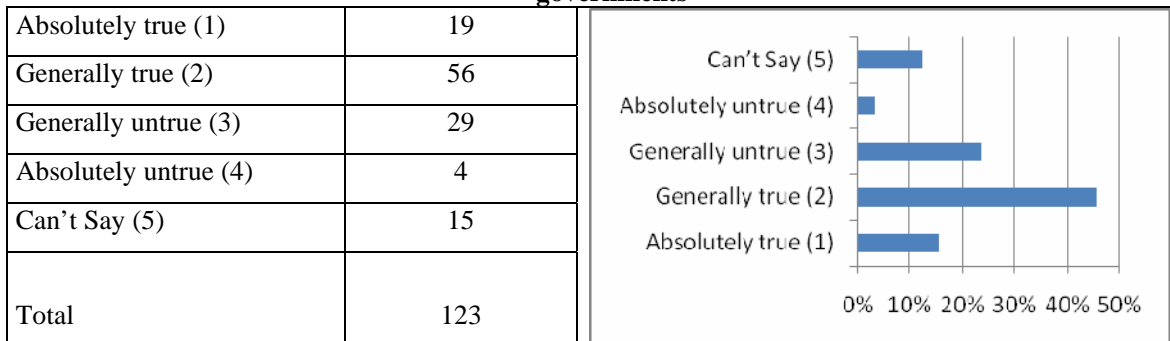 governments
Absolutely true (1) 19
Generally true (2) 56
Generally untrue (3) 29
Absolutely untrue (4) 4
Can’t Say (5) 15
Total 123
Can’t Say (5)
Absolutely untrue (4)
Generally untrue (3)
Generally true (2)
Absolutely true (1)
0% 10% 20% 30% 40% 50%